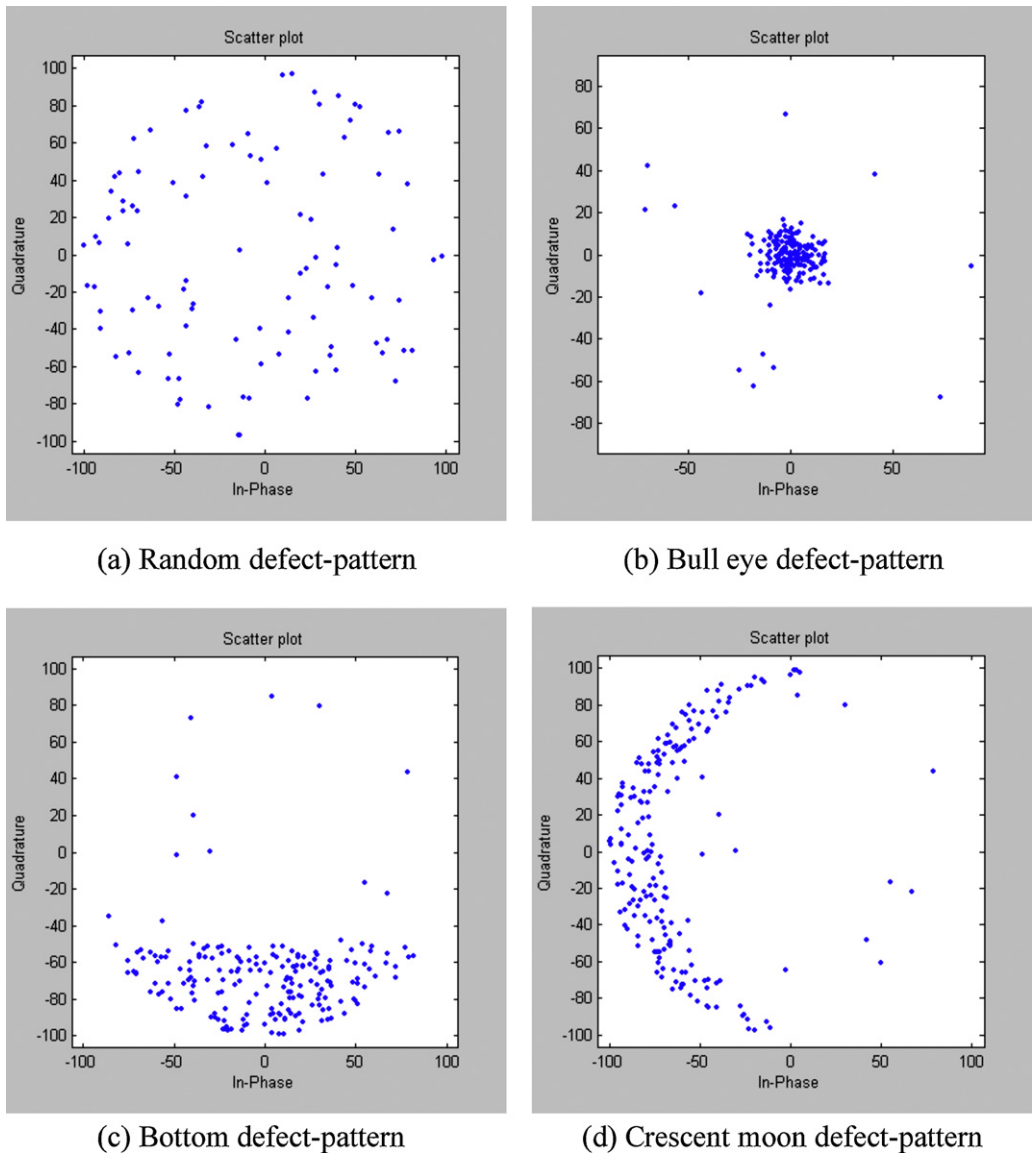 Scatter plot
100
80
60
40
20
0
-20
-40
-60
-80
-100
Quadrature
-100 -50 0 50 100
In-Phase
(a) Random defect-pattern
Scatter plot
80
60
40
20
0
-20
-40
-60
-80
Quadrature
-50 0 50
In-Phase
(b) Bull eye defect-pattern
Scatter plot
100
80
60
40
20
0
-20
-40
-60
-80
-100
Quadrature
-100 -50 0 50 100
In-Phase
(c) Bottom defect-pattern
Scatter plot
100
80
60
40
20
0
-20
-40
-60
-80
-100
Quadrature
-100 -50 0 50 100
In-Phase
(d) Crescent moon defect-pattern